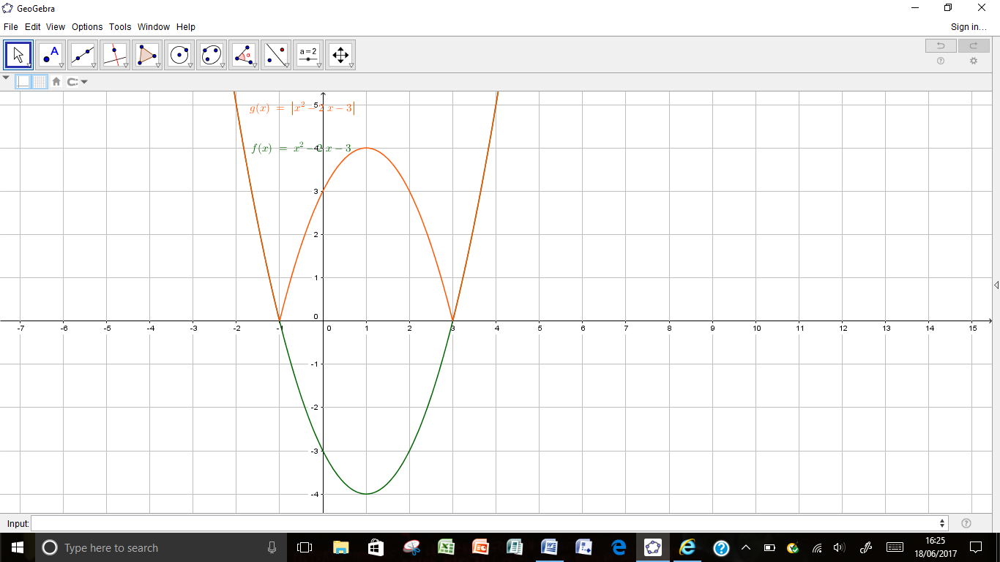 GeoGebra
File Edit View Options Tools Window Help Sign in...
A α a=2
5
g(x) = |x² − 2 x − 3|
4
f(x) = x² − 2 x − 3
3
2
1
0
-7 -6 -5 -4 -3 -2 -1 0 1 2 3 4 5 6 7 8 9 10 11 12 13 14 15
-1
-2
-3
-4
Input:
Type here to search
16:25
18/06/2017